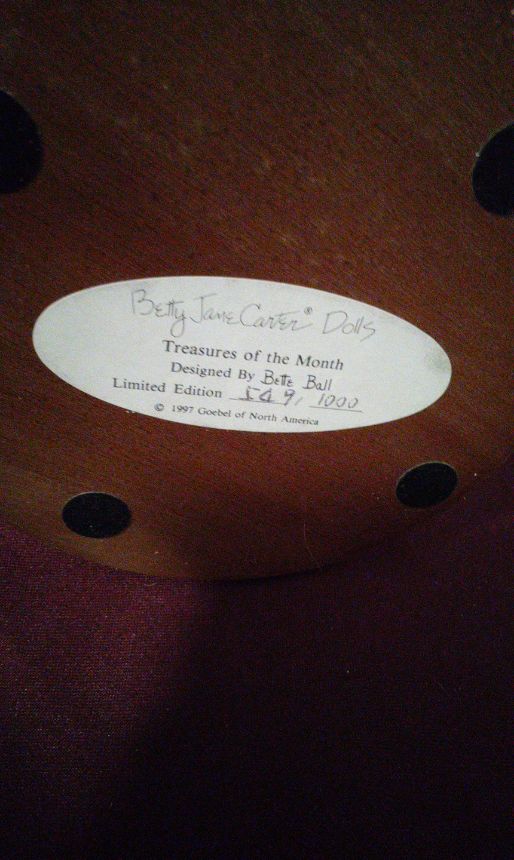 Betty Jane Carter® Dolls
Treasures of the Month
Designed By Bette Ball
Limited Edition 1000
© 1997 Goebel of North America